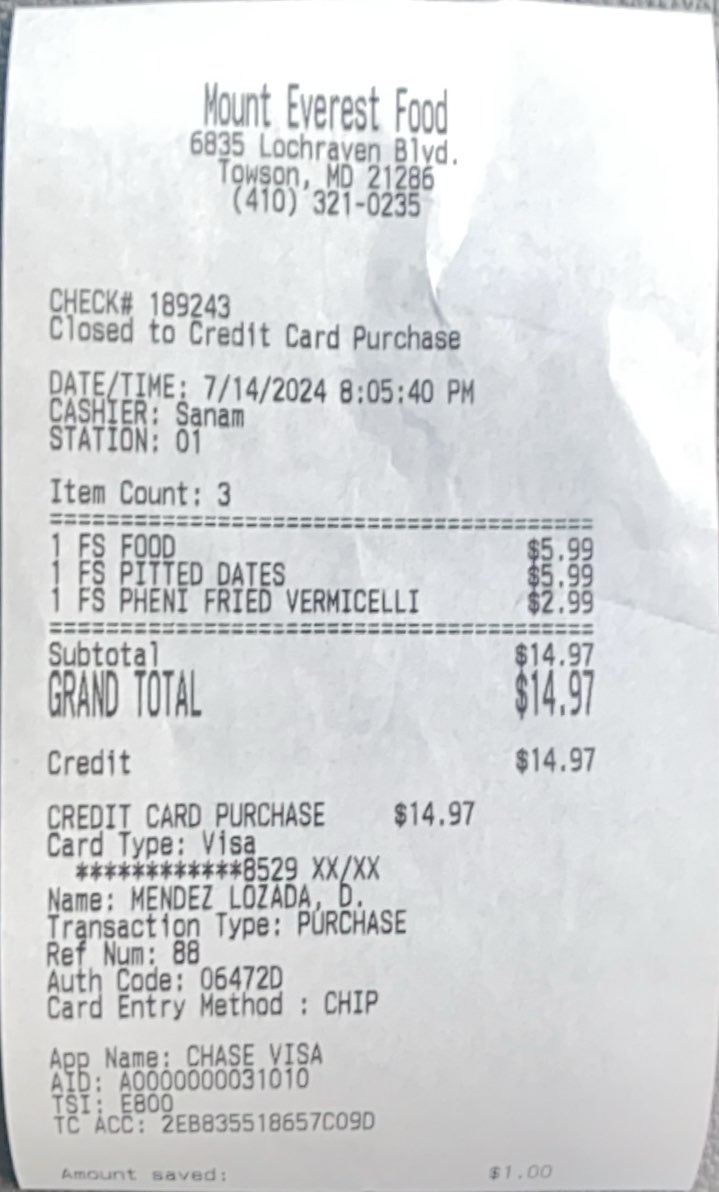 Mount Everest Food
6835 Lochraven Blvd.
Towson, MD 21286
(410) 321-0235
CHECK# 189243
Closed to Credit Card Purchase
DATE/TIME: 7/14/2024 8:05:40 PM
CASHIER: Sanam
STATION: 01
Item Count: 3
=======================================
1 FS FOOD $5.99
1 FS PITTED DATES $5.99
1 FS PHENI FRIED VERMICELLI $2.99
=======================================
Subtotal $14.97
GRAND TOTAL $14.97
Credit $14.97
CREDIT CARD PURCHASE $14.97
Card Type: Visa
************8529 XX/XX
Name: MENDEZ LOZADA, D.
Transaction Type: PURCHASE
Ref Num: 88
Auth Code: 06472D
Card Entry Method : CHIP
App Name: CHASE VISA
AID: A0000000031010
TSI: E800
TC ACC: 2EB835518657C09D
Amount saved: $1.00